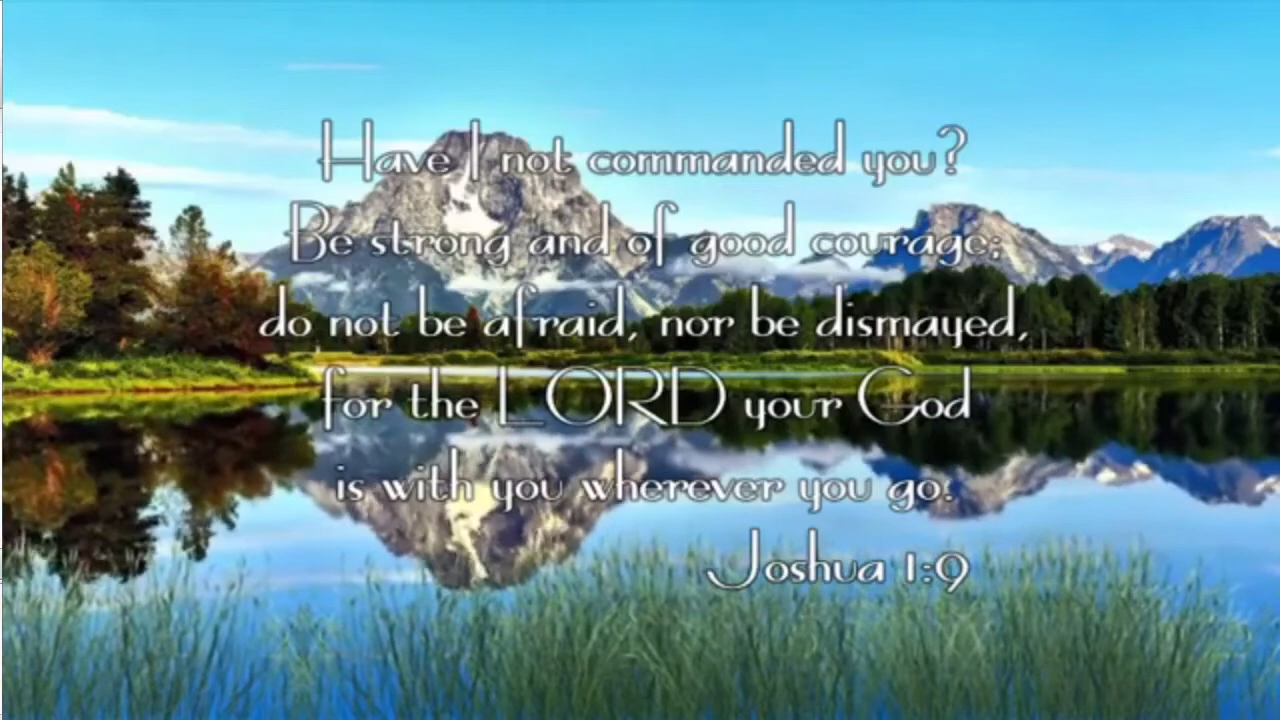 Have I not commanded you?
Be strong and of good courage;
do not be afraid, nor be dismayed,
for the LORD your God
is with you wherever you go.
Joshua 1:9